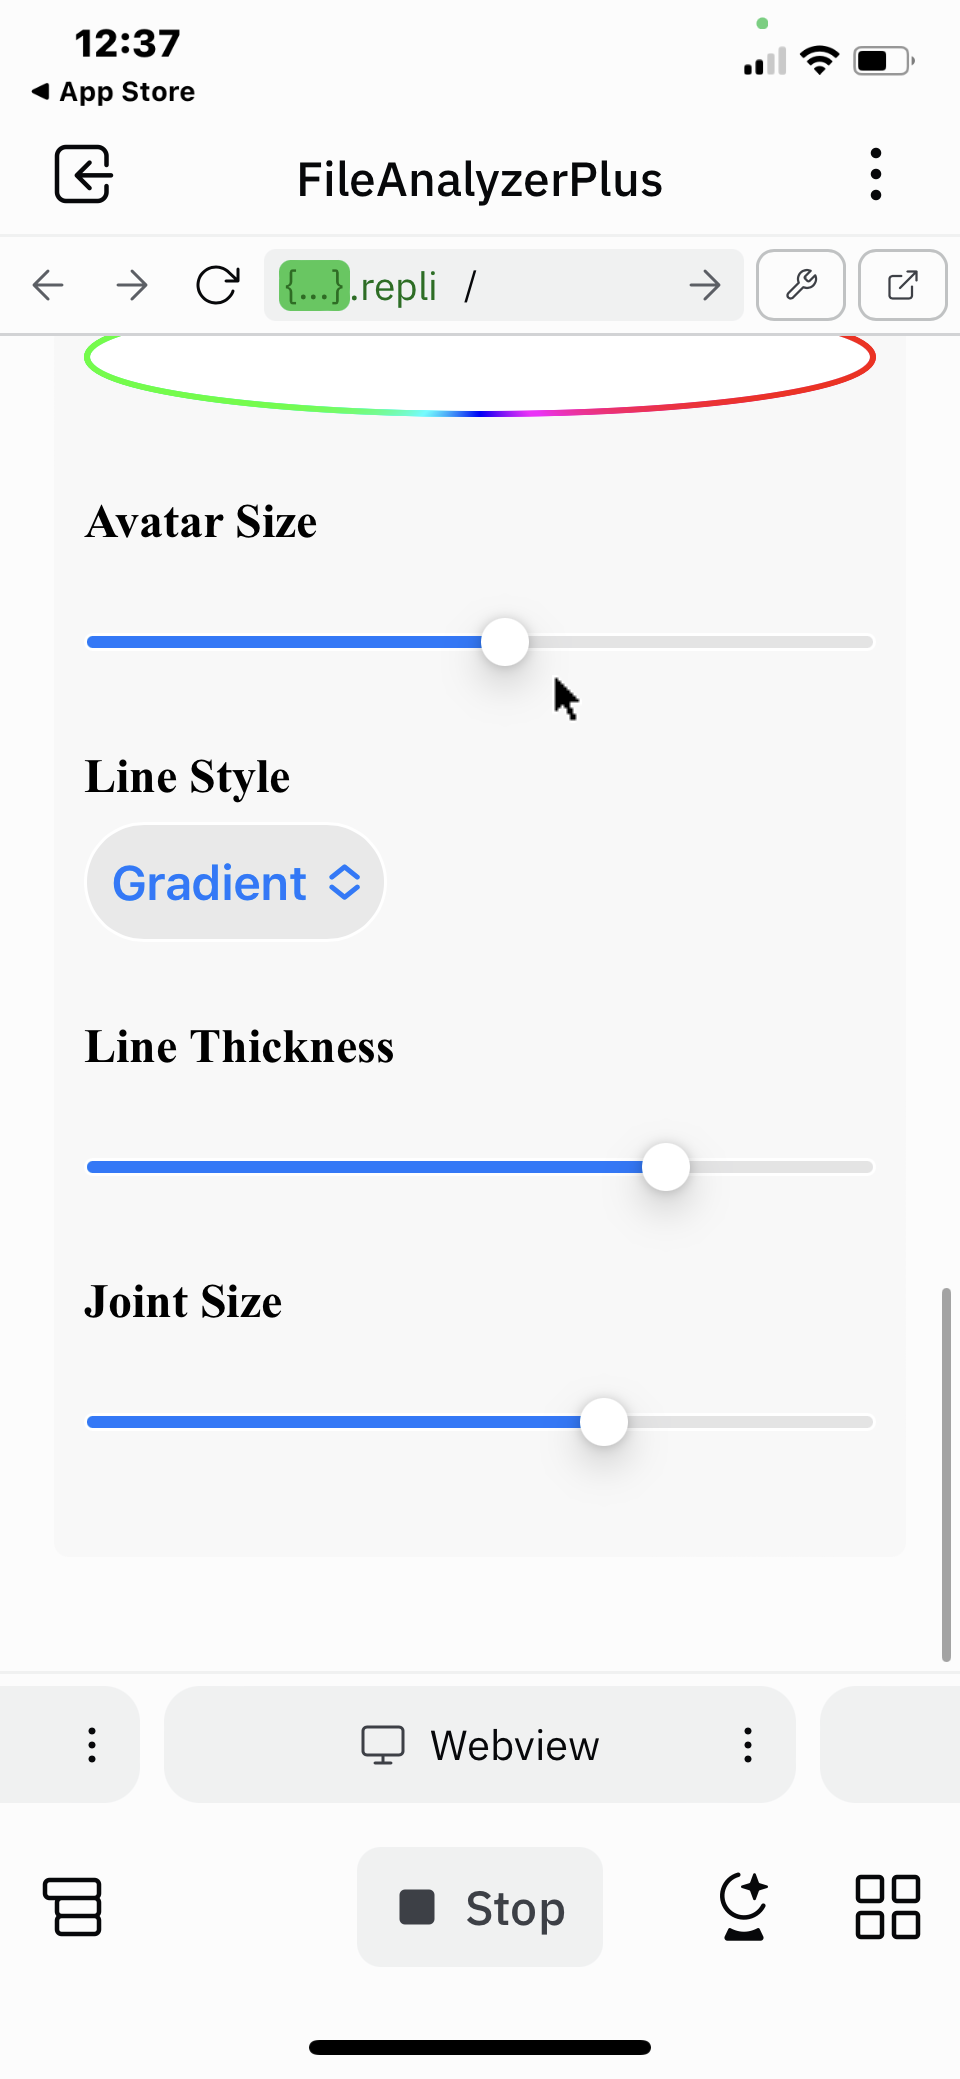 12:37
◀ App Store
FileAnalyzerPlus
{...}.repli /
Avatar Size
Line Style
Gradient
Line Thickness
Joint Size
Webview
Stop